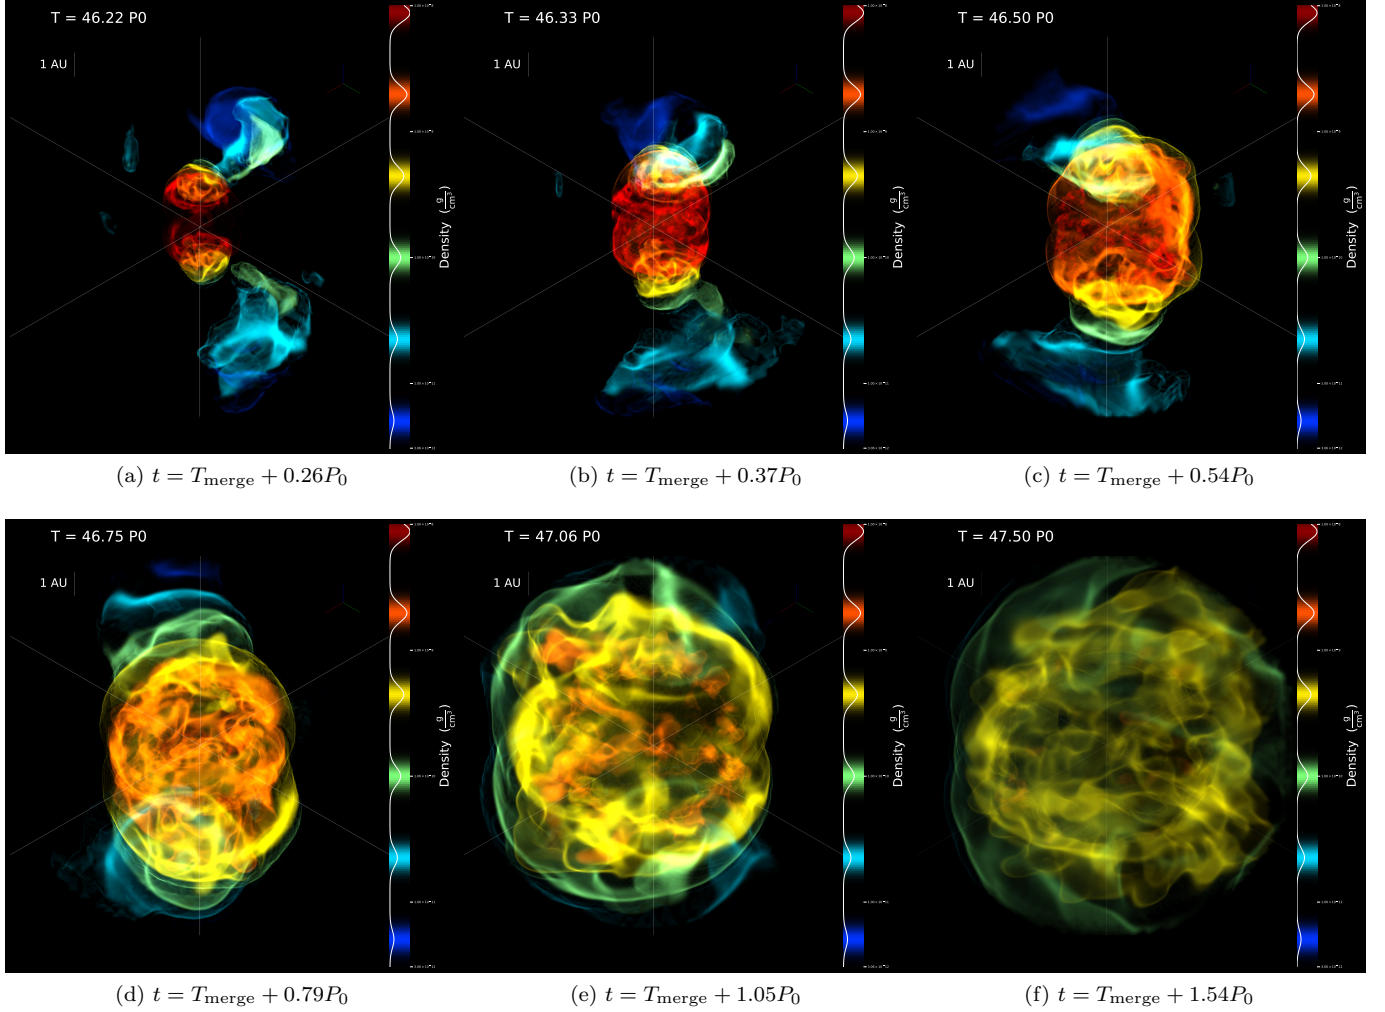 T = 46.22 P0
1 AU
Density (g/cm³)
T = 46.33 P0
1 AU
Density (g/cm³)
T = 46.50 P0
1 AU
Density (g/cm³)
(a) t = T_merge + 0.26P_0
(b) t = T_merge + 0.37P_0
(c) t = T_merge + 0.54P_0
T = 46.75 P0
1 AU
Density (g/cm³)
T = 47.06 P0
1 AU
Density (g/cm³)
T = 47.50 P0
1 AU
Density (g/cm³)
(d) t = T_merge + 0.79P_0
(e) t = T_merge + 1.05P_0
(f) t = T_merge + 1.54P_0